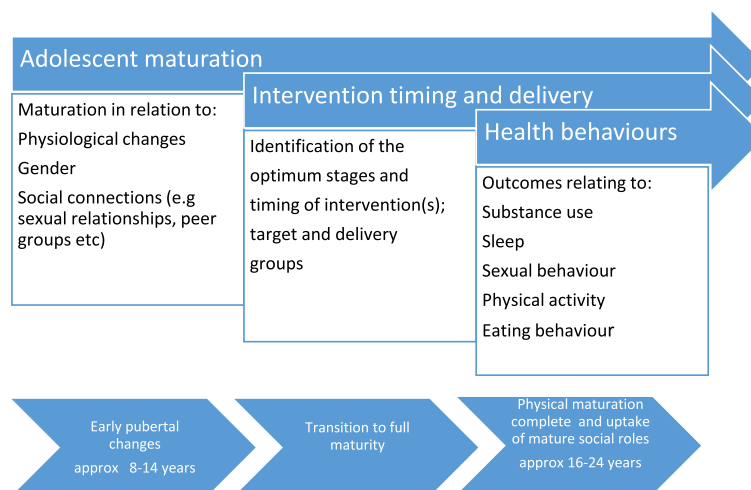 Adolescent maturation
Maturation in relation to:
Physiological changes
Gender
Social connections (e.g
sexual relationships, peer
groups etc)
Intervention timing and delivery
Identification of the
optimum stages and
timing of intervention(s);
target and delivery
groups
Health behaviours
Outcomes relating to:
Substance use
Sleep
Sexual behaviour
Physical activity
Eating behaviour
Early pubertal
changes
approx 8-14 years
Transition to full
maturity
Physical maturation
complete and uptake
of mature social roles
approx 16-24 years